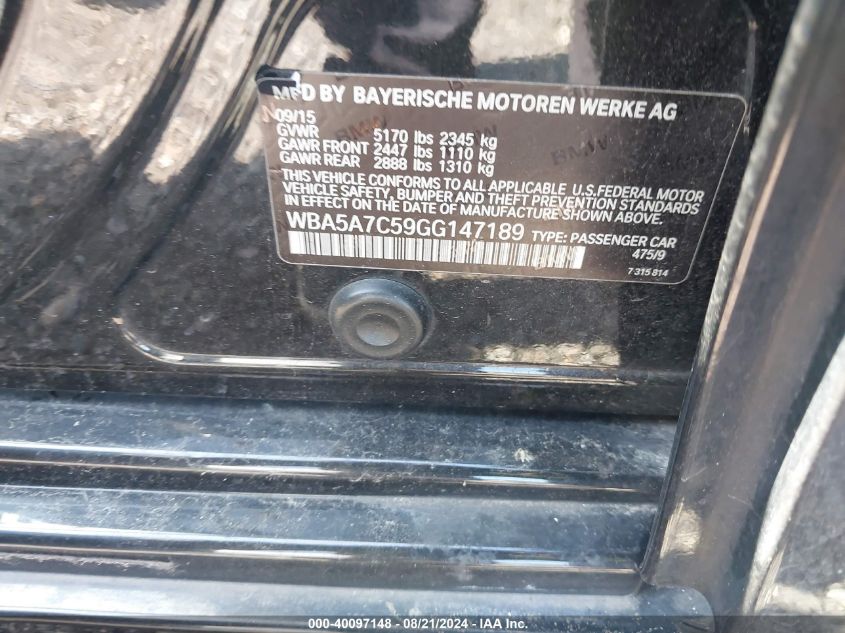 MFD BY BAYERISCHE MOTOREN WERKE AG
09/15
GVWR 5170 lbs 2345 kg
GAWR FRONT 2447 lbs 1110 kg
GAWR REAR 2888 lbs 1310 kg
THIS VEHICLE CONFORMS TO ALL APPLICABLE U.S.FEDERAL MOTOR
VEHICLE SAFETY, BUMPER AND THEFT PREVENTION STANDARDS
IN EFFECT ON THE DATE OF MANUFACTURE SHOWN ABOVE.
WBA5A7C59GG147189 TYPE: PASSENGER CAR
475/9
7 315 814
000-40097148 - 08/21/2024 - IAA Inc.